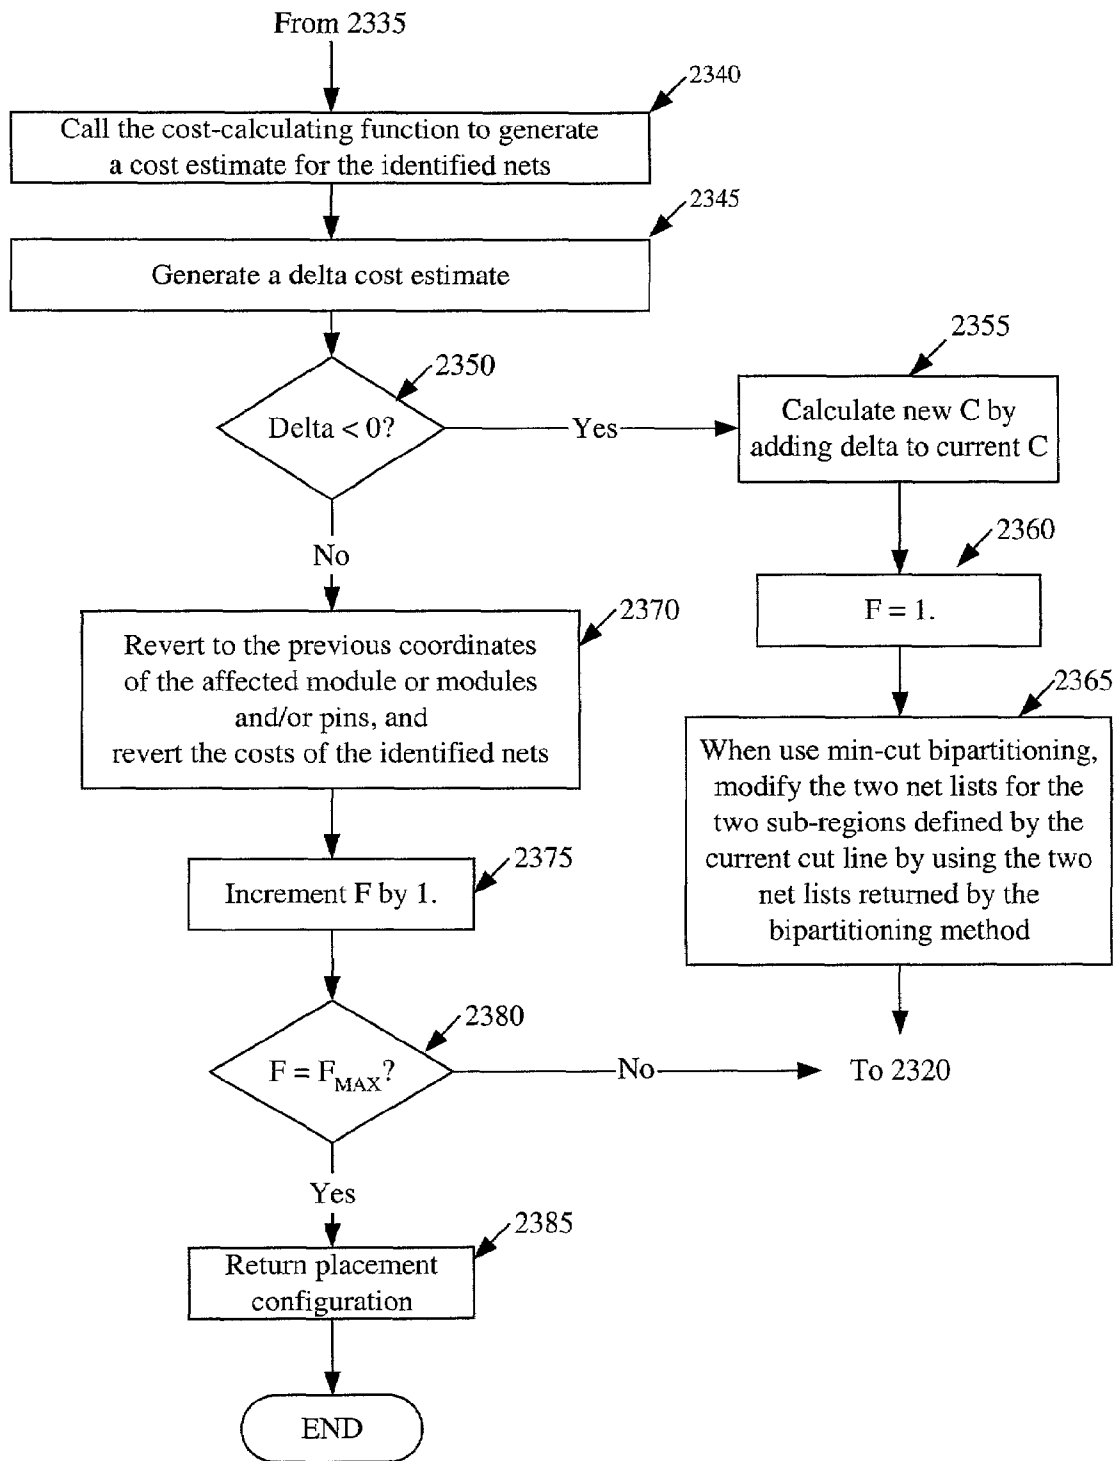 From 2335
2340
Call the cost-calculating function to generate
a cost estimate for the identified nets
2345
Generate a delta cost estimate
2350
Delta < 0?
Yes
2355
Calculate new C by
adding delta to current C
No
2360
F = 1.
2370
Revert to the previous coordinates
of the affected module or modules
and/or pins, and
revert the costs of the identified nets
2365
When use min-cut bipartitioning,
modify the two net lists for the
two sub-regions defined by the
current cut line by using the two
net lists returned by the
bipartitioning method
2375
Increment F by 1.
2380
F = FMAX?
No
To 2320
Yes
2385
Return placement
configuration
END